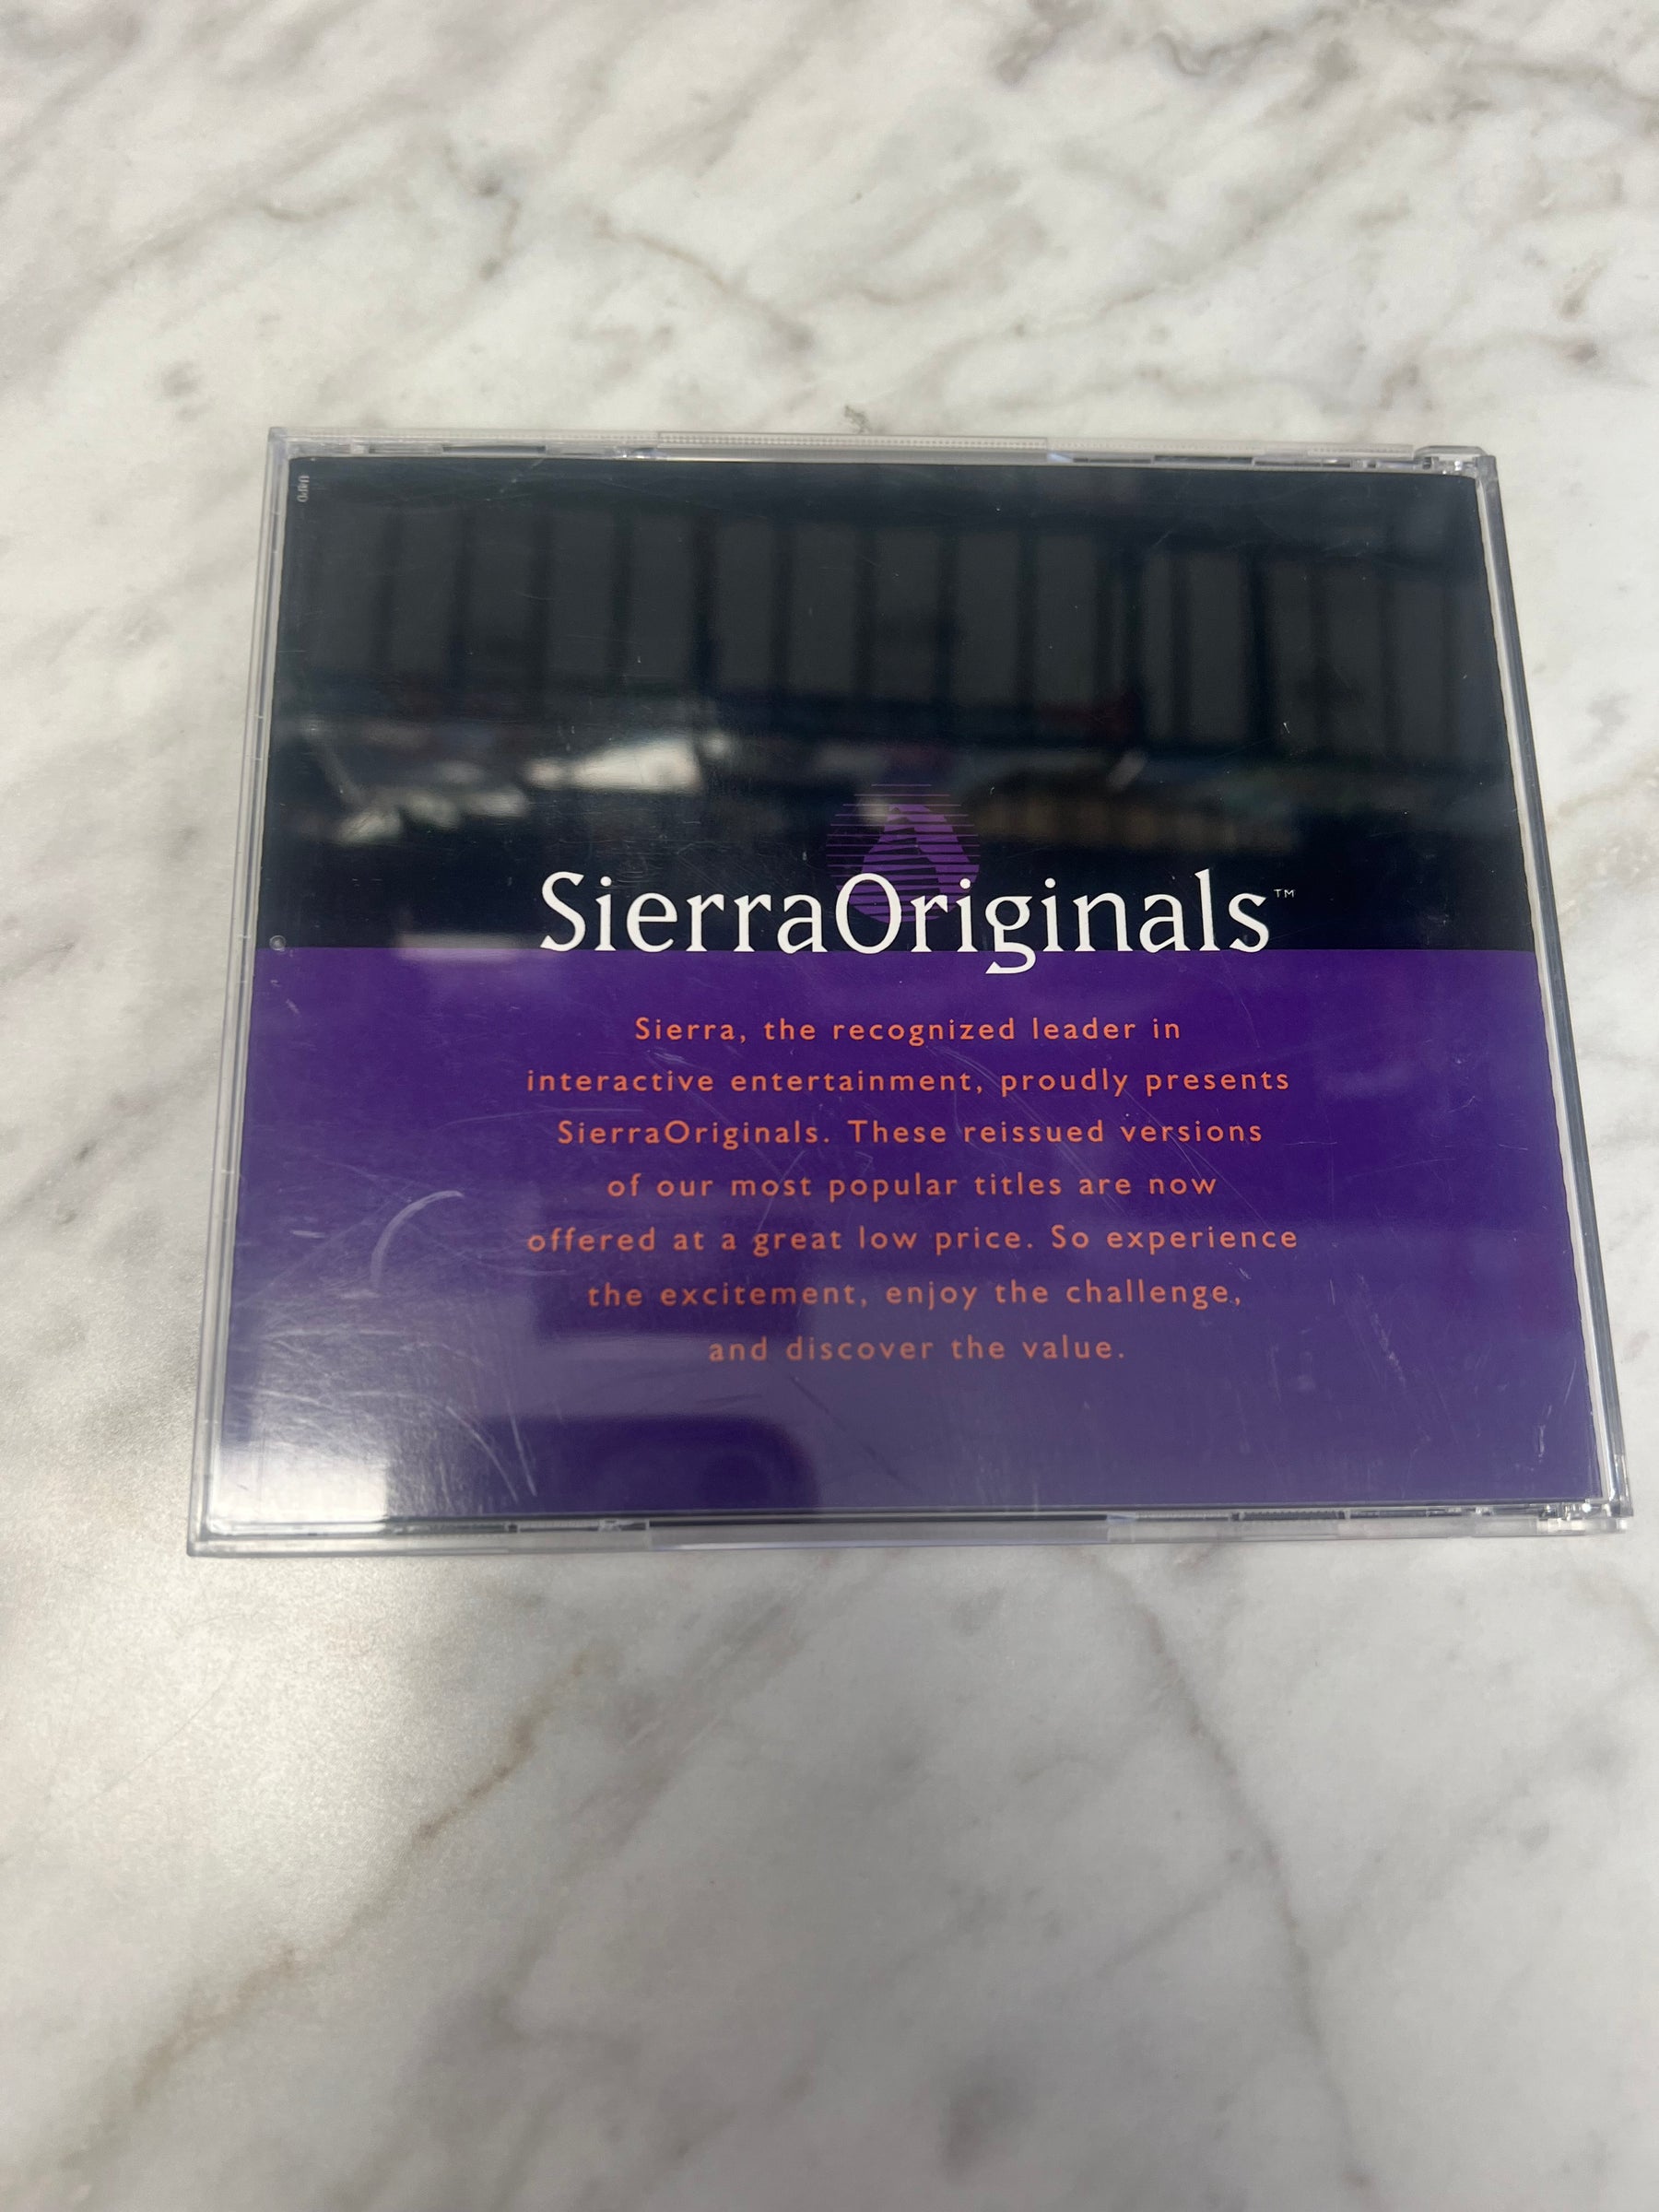 SierraOriginals™
Sierra, the recognized leader in
interactive entertainment, proudly presents
SierraOriginals. These reissued versions
of our most popular titles are now
offered at a great low price. So experience
the excitement, enjoy the challenge,
and discover the value.